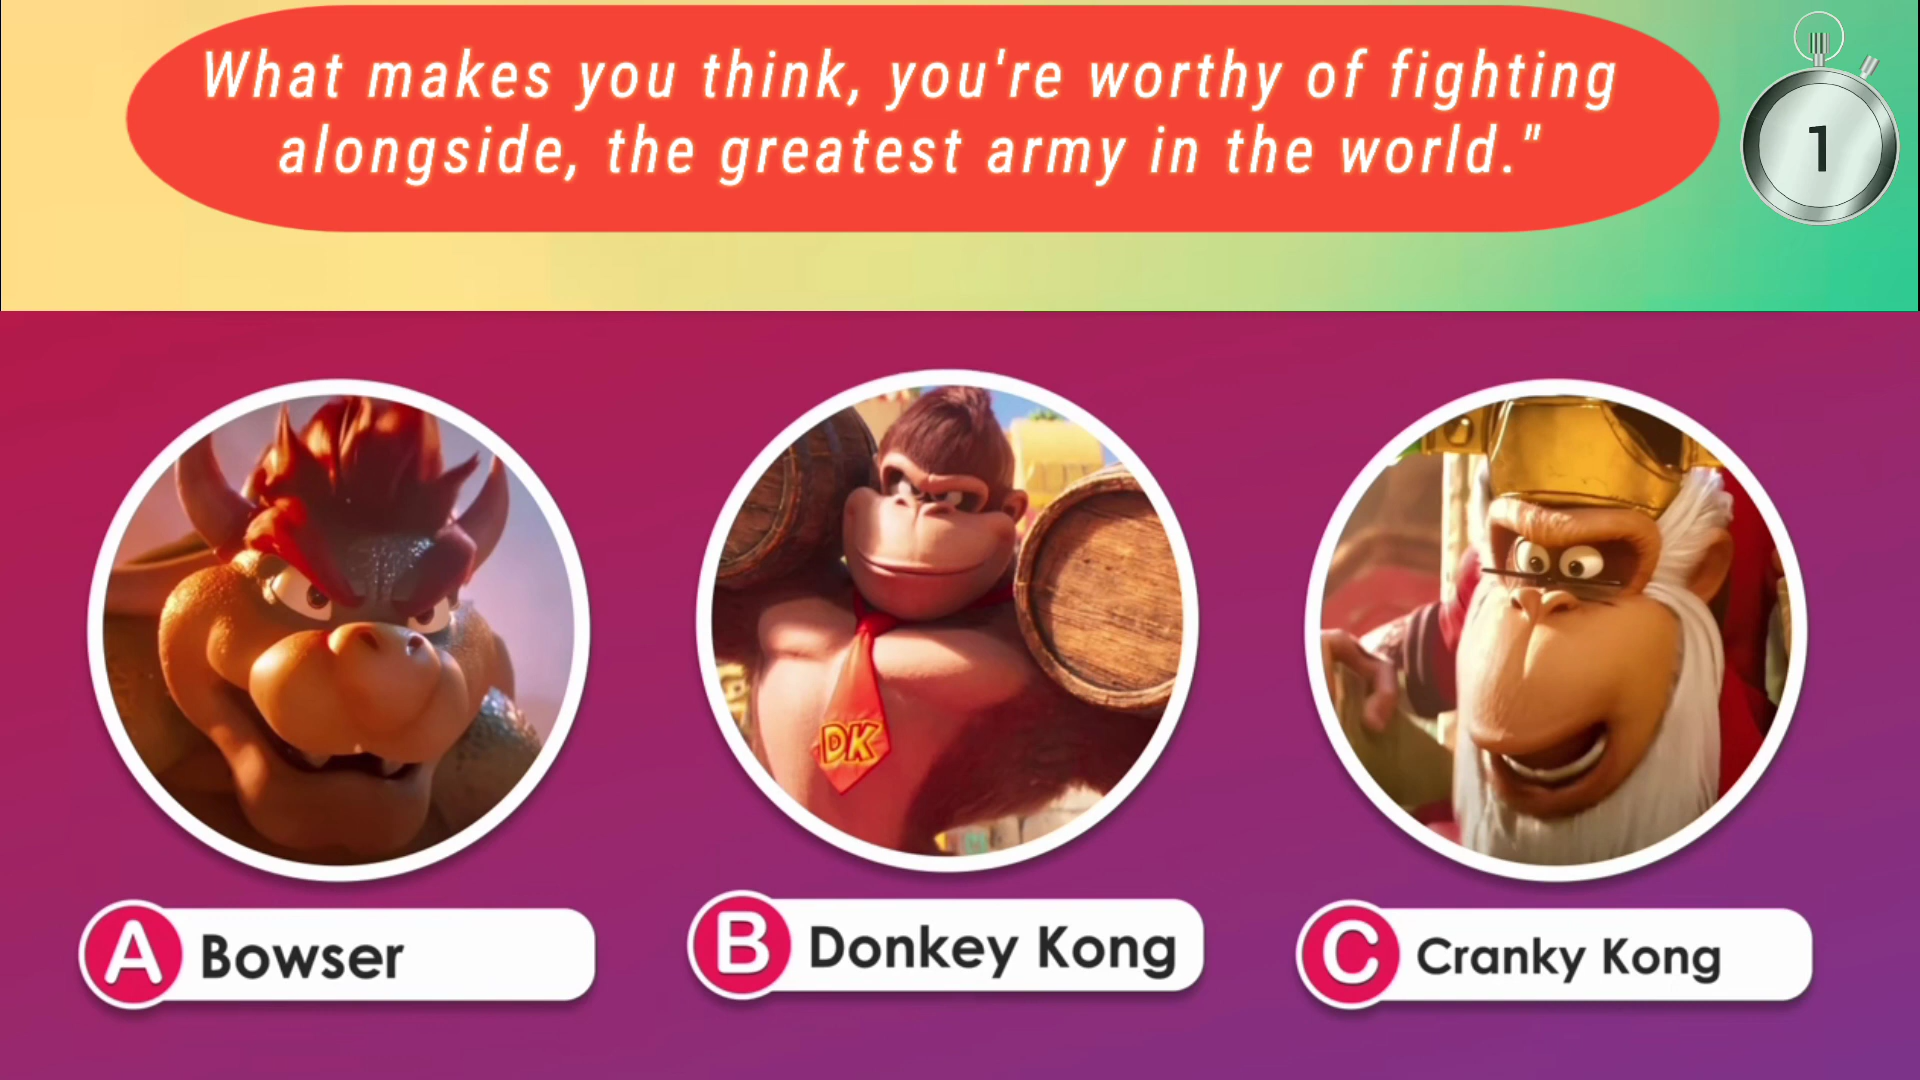 What makes you think, you're worthy of fighting
alongside, the greatest army in the world."
1
DK
A Bowser
B Donkey Kong
C Cranky Kong